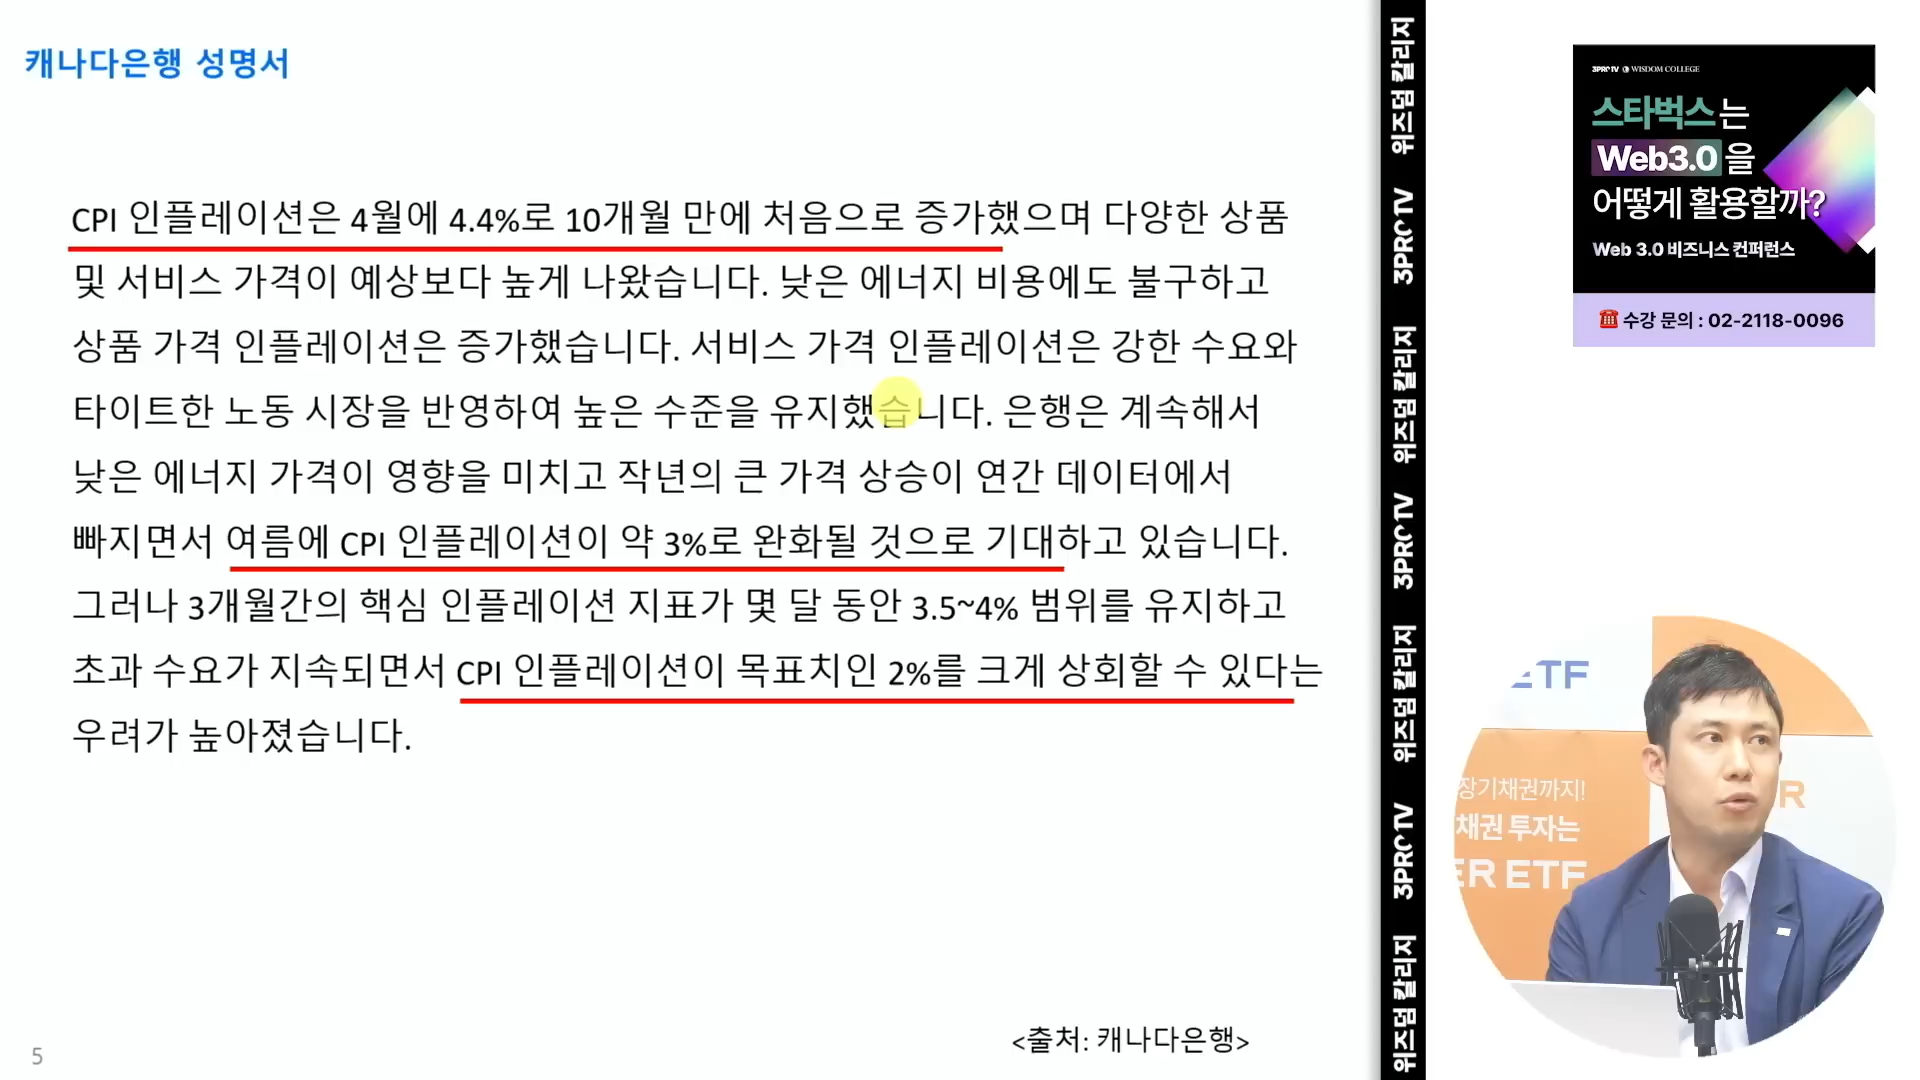 캐나다은행 성명서
CPI 인플레이션은 4월에 4.4%로 10개월 만에 처음으로 증가했으며 다양한 상품
및 서비스 가격이 예상보다 높게 나왔습니다. 낮은 에너지 비용에도 불구하고
상품 가격 인플레이션은 증가했습니다. 서비스 가격 인플레이션은 강한 수요와
타이트한 노동 시장을 반영하여 높은 수준을 유지했습니다. 은행은 계속해서
낮은 에너지 가격이 영향을 미치고 작년의 큰 가격 상승이 연간 데이터에서
빠지면서 여름에 CPI 인플레이션이 약 3%로 완화될 것으로 기대하고 있습니다.
그러나 3개월간의 핵심 인플레이션 지표가 몇 달 동안 3.5~4% 범위를 유지하고
초과 수요가 지속되면서 CPI 인플레이션이 목표치인 2%를 크게 상회할 수 있다는
우려가 높아졌습니다.
<출처: 캐나다은행>
5
위즈덤 칼리지
3PROTV
위즈덤 칼리지
3PROTV
위즈덤 칼리지
3PROTV
위즈덤 칼리지
3PROTV WISDOM COLLEGE
스타벅스는
Web3.0을
어떻게 활용할까?
Web 3.0 비즈니스 컨퍼런스
수강 문의 : 02-2118-0096
ETF
장기채권까지!
채권 투자는
ER ETF
R